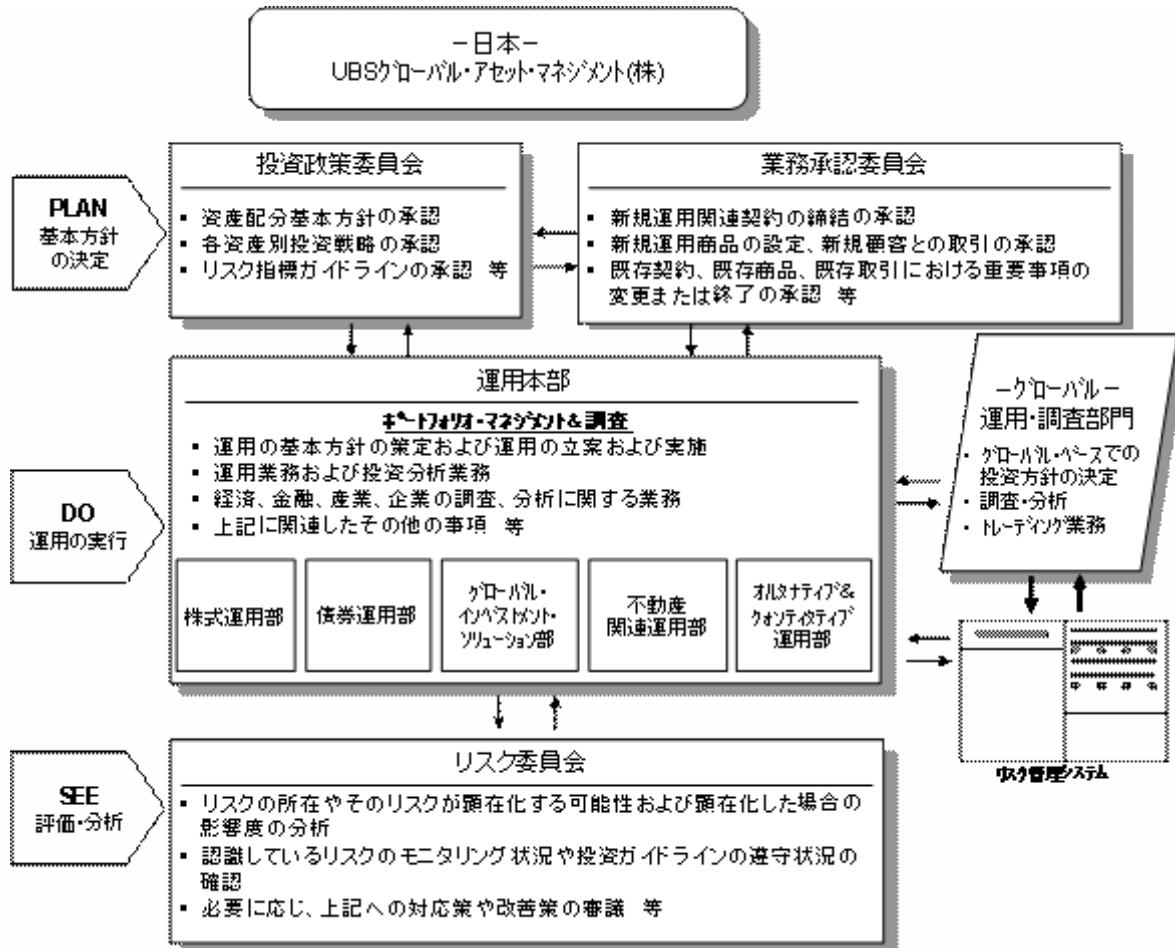 －日本－
UBSグローバル・アセット・マネジメント(株)
PLAN
基本方針
の決定
投資政策委員会
▪ 資産配分基本方針の承認
▪ 各資産別投資戦略の承認
▪ リスク指標ガイドラインの承認 等
業務承認委員会
▪ 新規運用関連契約の締結の承認
▪ 新規運用商品の設定、新規顧客との取引の承認
▪ 既存契約、既存商品、既存取引における重要事項の
変更または終了の承認 等
DO
運用の実行
運用本部
ポートフォリオ・マネジメント&調査
▪ 運用の基本方針の策定および運用の立案および実施
▪ 運用業務および投資分析業務
▪ 経済、金融、産業、企業の調査、分析に関する業務
▪ 上記に関連したその他の事項 等
株式運用部
債券運用部
グローバル・
インベストメント・
ソリューション部
不動産
関連運用部
オルタナティブ&
クォンティタティブ
運用部
－グローバル－
運用・調査部門
・ グローバル・ベースでの
投資方針の決定
・ 調査・分析
・ トレーディング業務
リスク管理システム
SEE
評価・分析
リスク委員会
▪ リスクの所在やそのリスクが顕在化する可能性および顕在化した場合の
影響度の分析
▪ 認識しているリスクのモニタリング状況や投資ガイドラインの遵守状況の
確認
▪ 必要に応じ、上記への対応策や改善策の審議 等